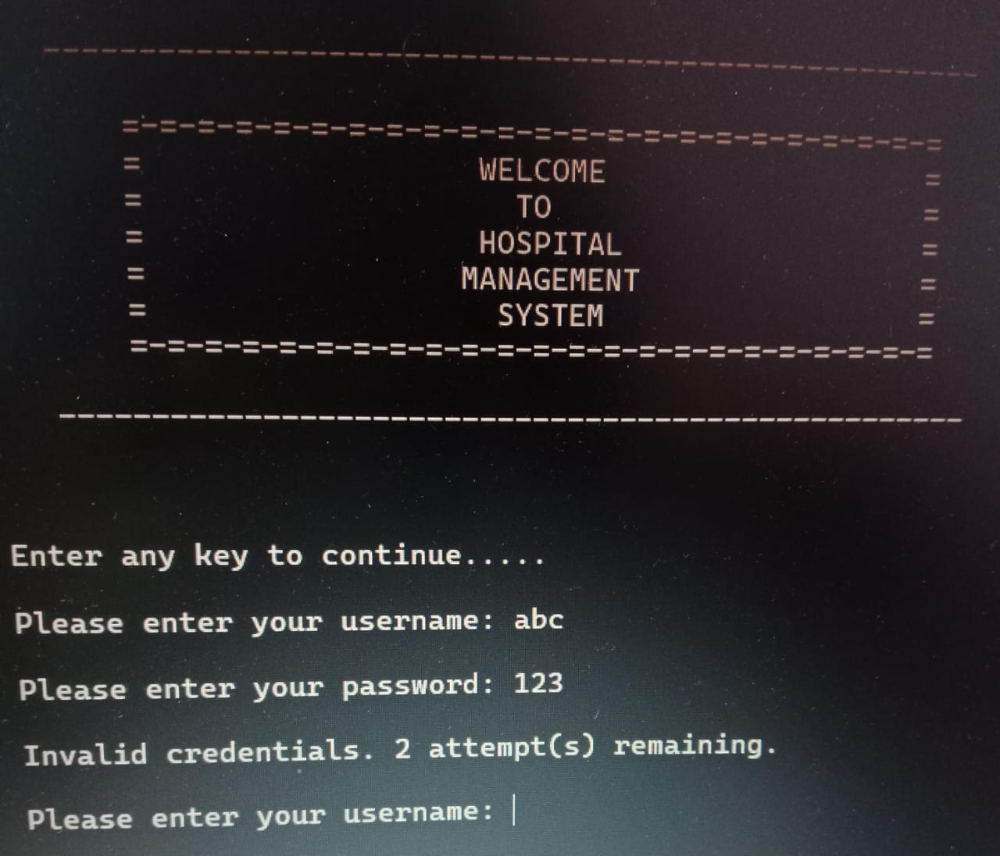 --------------------------------------------------
=-=-=-=-=-=-=-=-=-=-=-=-=-=-=-=-=-=-=-=-=-=-=
= WELCOME =
= TO =
= HOSPITAL =
= MANAGEMENT =
= SYSTEM =
=-=-=-=-=-=-=-=-=-=-=-=-=-=-=-=-=-=-=-=-=-=-=
--------------------------------------------------
Enter any key to continue.....
Please enter your username: abc
Please enter your password: 123
Invalid credentials. 2 attempt(s) remaining.
Please enter your username: